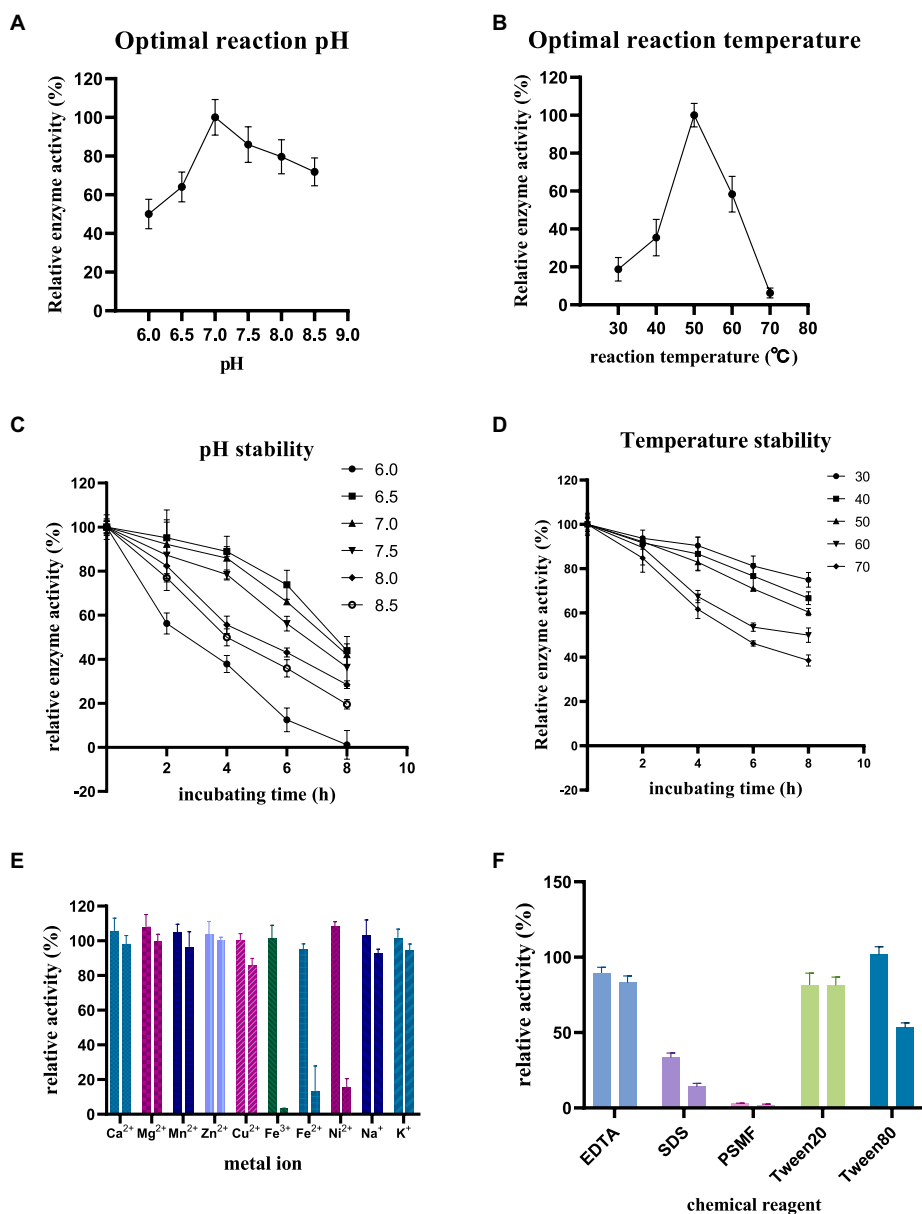 A
Optimal reaction pH
Relative enzyme activity (%)
120
100
80
60
40
20
0
6.0 6.5 7.0 7.5 8.0 8.5 9.0
pH
B
Optimal reaction temperature
Relative enzyme activity (%)
120
100
80
60
40
20
0
30 40 50 60 70 80
reaction temperature (℃)
C
pH stability
relative enzyme activity (%)
120
100
80
60
40
20
0
-20
2 4 6 8 10
incubating time (h)
6.0
6.5
7.0
7.5
8.0
8.5
D
Temperature stability
Relative enzyme activity (%)
120
100
80
60
40
20
0
-20
2 4 6 8 10
incubating time (h)
30
40
50
60
70
E
relative activity (%)
120
100
80
60
40
20
0
Ca²⁺ Mg²⁺ Mn²⁺ Zn²⁺ Cu²⁺ Fe³⁺ Fe²⁺ Ni²⁺ Na⁺ K⁺
metal ion
F
relative activity (%)
150
100
50
0
EDTA SDS PSMF Tween20 Tween80
chemical reagent